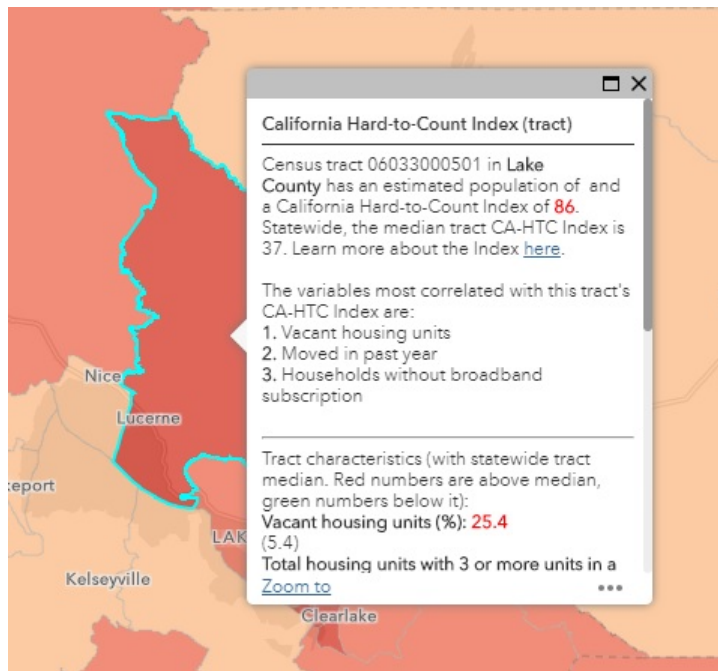 California Hard-to-Count Index (tract)
Census tract 06033000501 in Lake
County has an estimated population of and
a California Hard-to-Count Index of 86.
Statewide, the median tract CA-HTC Index is
37. Learn more about the Index here.
The variables most correlated with this tract's
CA-HTC Index are:
1. Vacant housing units
2. Moved in past year
3. Households without broadband
subscription
Tract characteristics (with statewide tract
median. Red numbers are above median,
green numbers below it):
Vacant housing units (%): 25.4
(5.4)
Total housing units with 3 or more units in a
Zoom to
Nice
Lucerne
eport
LAK
Kelseyville
Clearlake